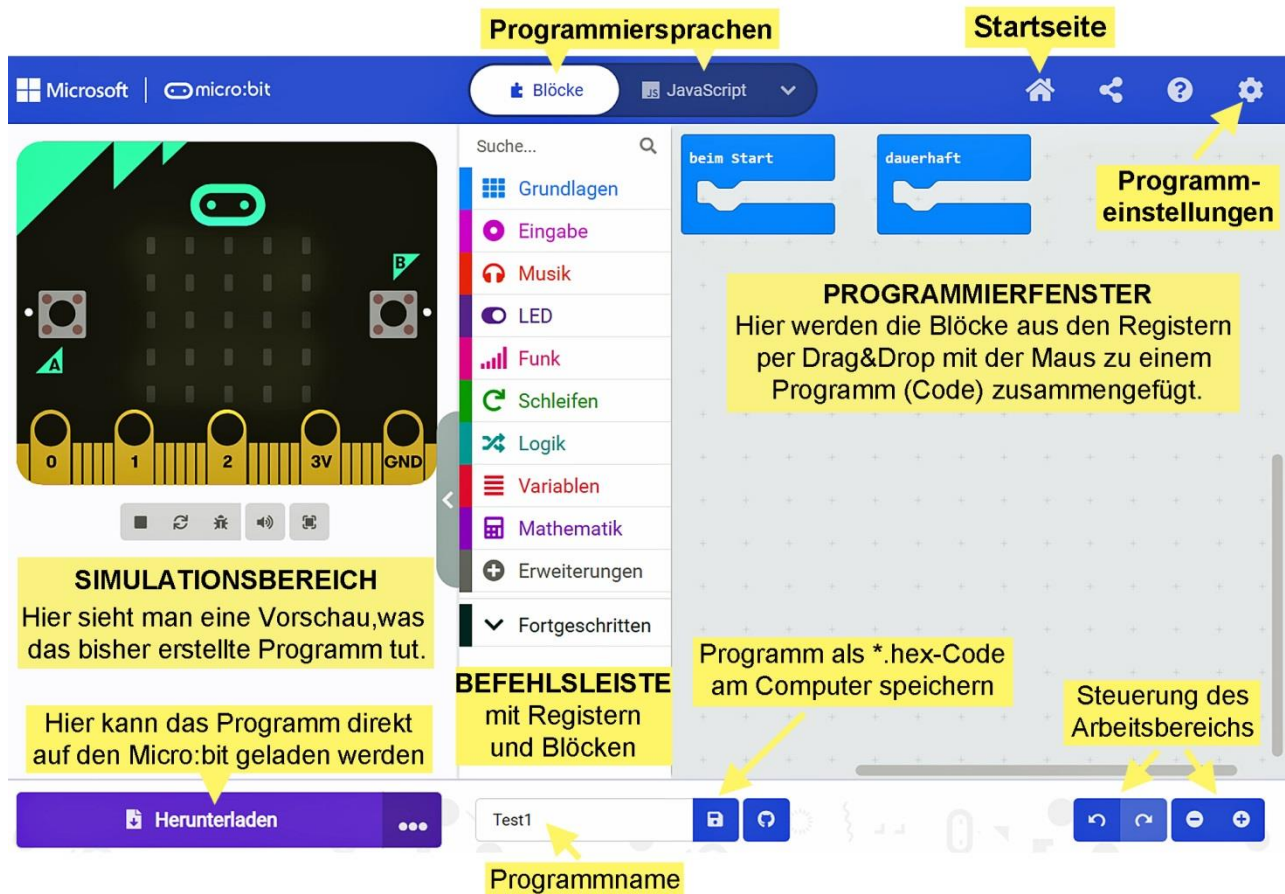 Programmiersprachen
Startseite
Microsoft
micro:bit
Blöcke
JS JavaScript
Programm-
einstellungen
B
A
0 1 2 3V GND
SIMULATIONSBEREICH
Hier sieht man eine Vorschau,was
das bisher erstellte Programm tut.
Hier kann das Programm direkt
auf den Micro:bit geladen werden
Herunterladen
Suche...
Grundlagen
Eingabe
Musik
LED
Funk
Schleifen
Logik
Variablen
Mathematik
Erweiterungen
Fortgeschritten
BEFEHLSLEISTE
mit Registern
und Blöcken
beim Start
dauerhaft
PROGRAMMIERFENSTER
Hier werden die Blöcke aus den Registern
per Drag&Drop mit der Maus zu einem
Programm (Code) zusammengefügt.
Programm als *.hex-Code
am Computer speichern
Steuerung des
Arbeitsbereichs
Test1
Programmname